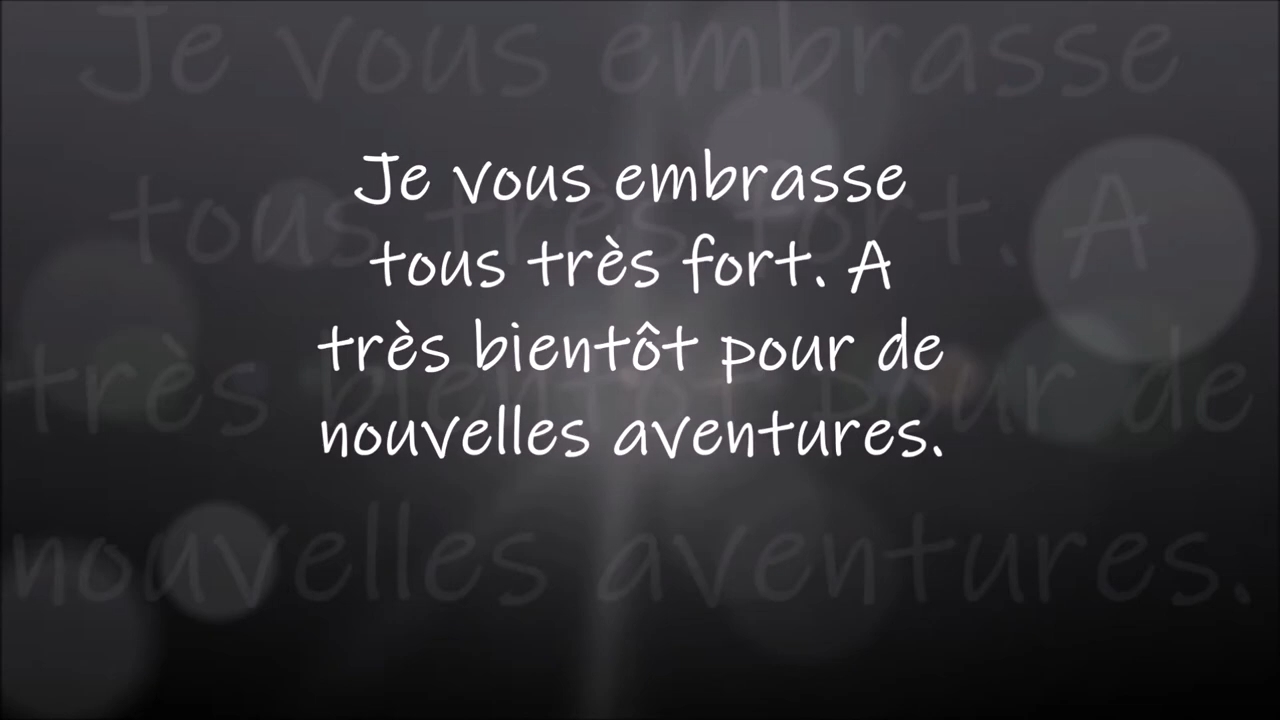 Je vous embrasse
tous très fort. A
très bientôt pour de
nouvelles aventures.